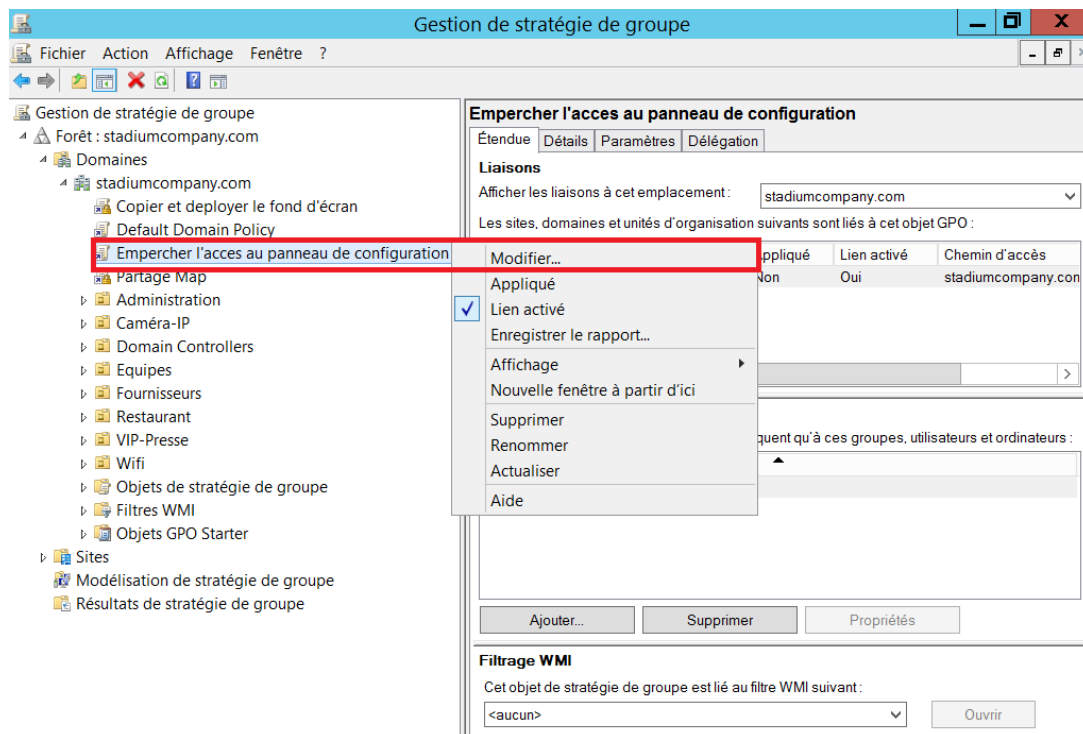 Gestion de stratégie de groupe
Fichier Action Affichage Fenêtre ?
Gestion de stratégie de groupe
Forêt : stadiumcompany.com
Domaines
stadiumcompany.com
Copier et deployer le fond d'écran
Default Domain Policy
Empercher l'acces au panneau de configuration
Partage Map
Administration
Caméra-IP
Domain Controllers
Equipes
Fournisseurs
Restaurant
VIP-Presse
Wifi
Objets de stratégie de groupe
Filtres WMI
Objets GPO Starter
Sites
Modélisation de stratégie de groupe
Résultats de stratégie de groupe
Modifier...
Appliqué
Lien activé
Enregistrer le rapport...
Affichage
Nouvelle fenêtre à partir d'ici
Supprimer
Renommer
Actualiser
Aide
Empercher l'acces au panneau de configuration
Étendue Détails Paramètres Délégation
Liaisons
Afficher les liaisons à cet emplacement : stadiumcompany.com
Les sites, domaines et unités d'organisation suivants sont liés à cet objet GPO :
Lien activé Chemin d'accès
Non Oui stadiumcompany.con
qu'à ces groupes, utilisateurs et ordinateurs :
Ajouter... Supprimer Propriétés
Filtrage WMI
Cet objet de stratégie de groupe est lié au filtre WMI suivant :
<aucun> Ouvrir